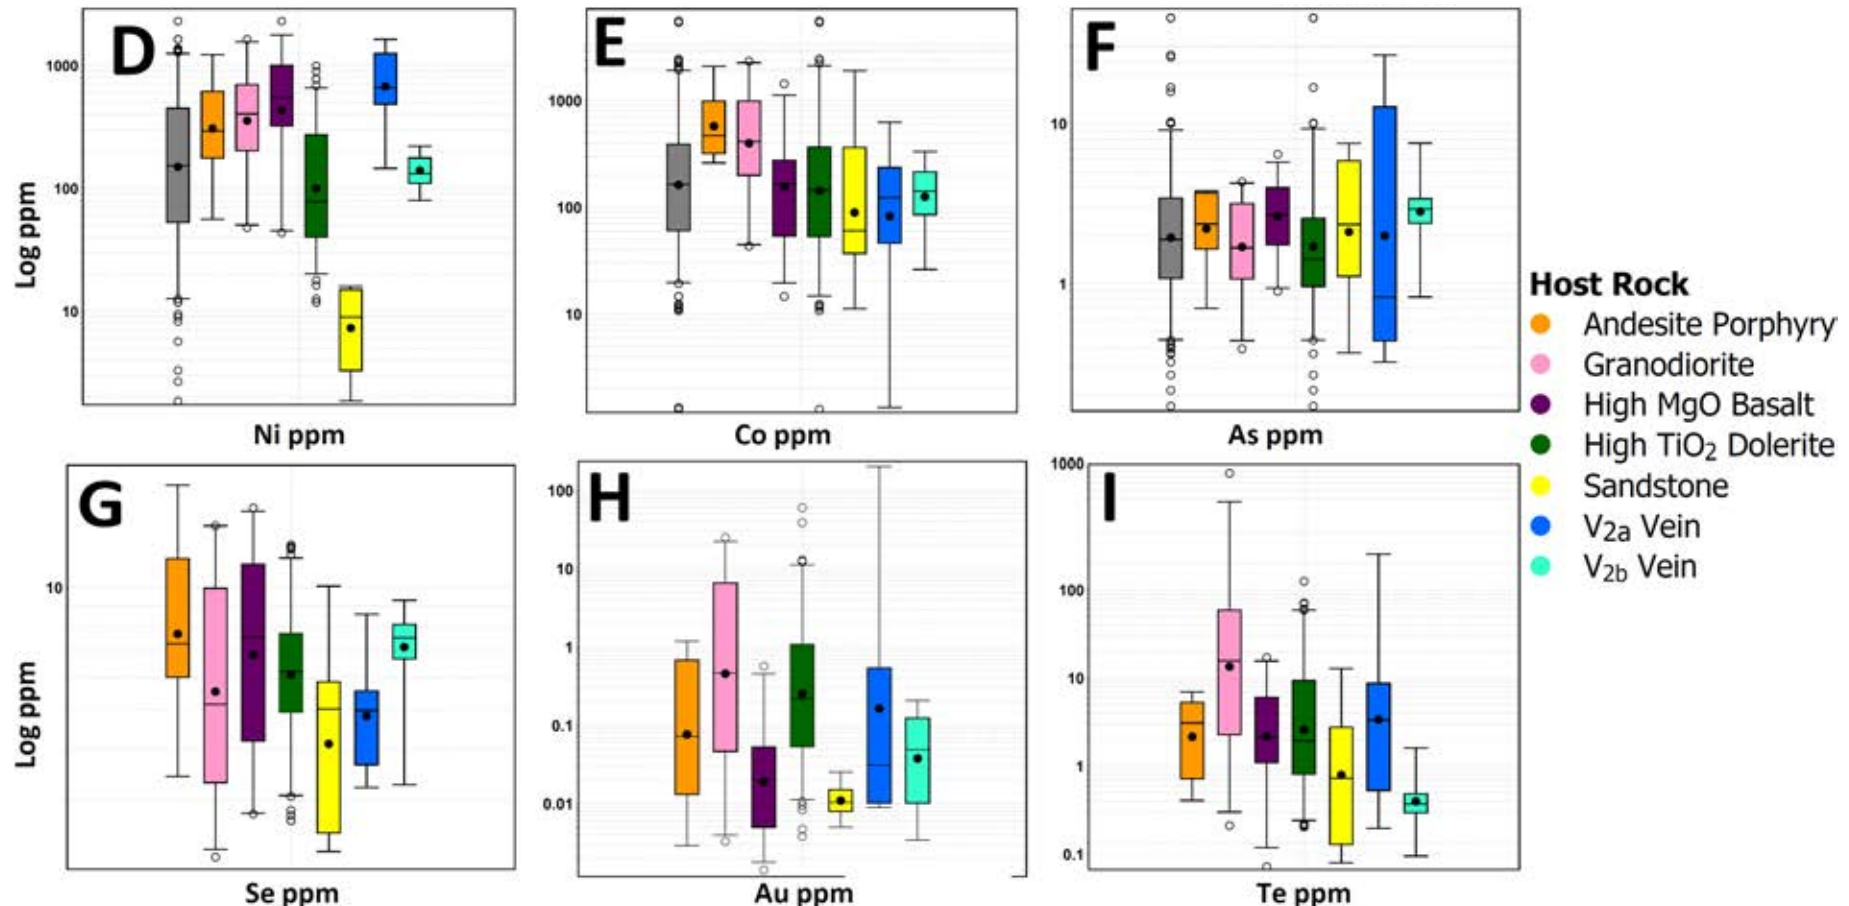 D
E
F
1000
100
10
Log ppm
Ni ppm
1000
100
10
Co ppm
10
1
As ppm
Host Rock
Andesite Porphyry
Granodiorite
High MgO Basalt
High TiO₂ Dolerite
Sandstone
V₂ₐ Vein
V2b Vein
G
H
I
10
Log ppm
Se ppm
100
10
1
0.1
0.01
Au ppm
1000
100
10
1
0.1
Te ppm